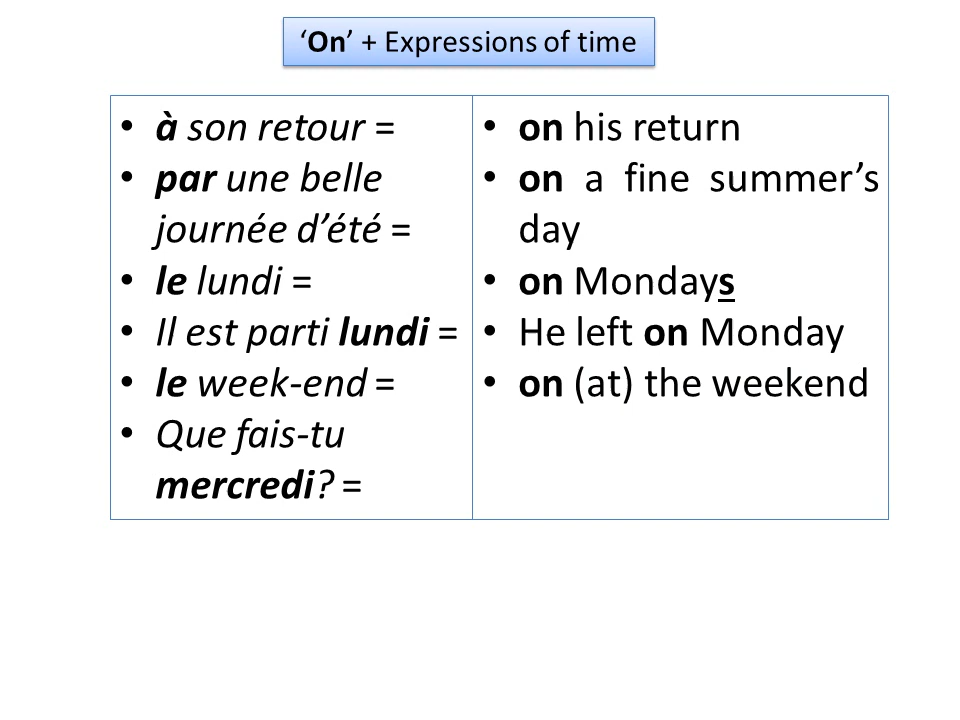 ‘On’ + Expressions of time
• à son retour =
• par une belle
journée d’été =
• le lundi =
• Il est parti lundi =
• le week-end =
• Que fais-tu
mercredi? =
• on his return
• on a fine summer’s
day
• on Mondays
• He left on Monday
• on (at) the weekend